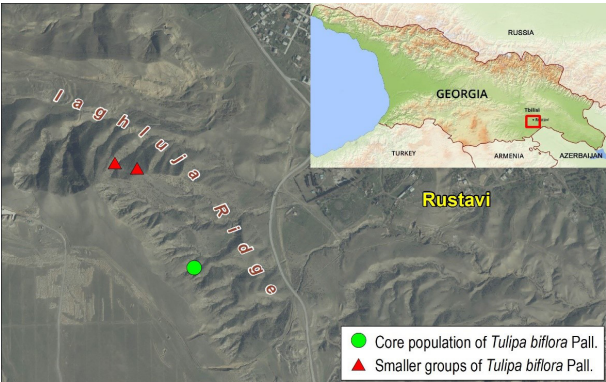 RUSSIA
GEORGIA
Tbilisi
TURKEY
ARMENIA
AZERBAIJAN
Iaghluja Ridge
Rustavi
Core population of Tulipa biflora Pall.
Smaller groups of Tulipa biflora Pall.